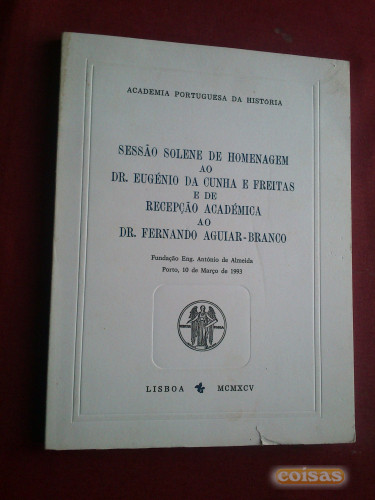 ACADEMIA PORTUGUESA DA HISTÓRIA
SESSÃO SOLENE DE HOMENAGEM
AO
DR. EUGÉNIO DA CUNHA E FREITAS
E DE
RECEPÇÃO ACADÉMICA
AO
DR. FERNANDO AGUIAR-BRANCO
Fundação Eng. António de Almeida
Porto, 10 de Março de 1993
LISBOA MCMXCV
coisas